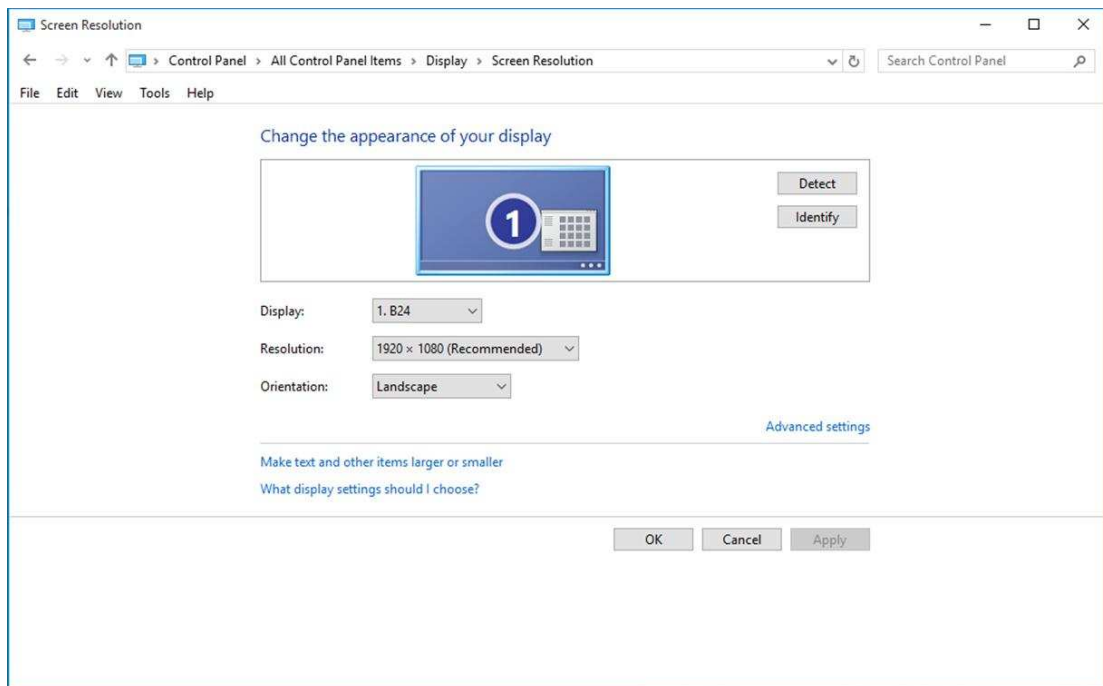 Screen Resolution
Control Panel > All Control Panel Items > Display > Screen Resolution
Search Control Panel
File Edit View Tools Help
Change the appearance of your display
1
Detect
Identify
Display: 1. B24
Resolution: 1920 × 1080 (Recommended)
Orientation: Landscape
Advanced settings
Make text and other items larger or smaller
What display settings should I choose?
OK Cancel Apply